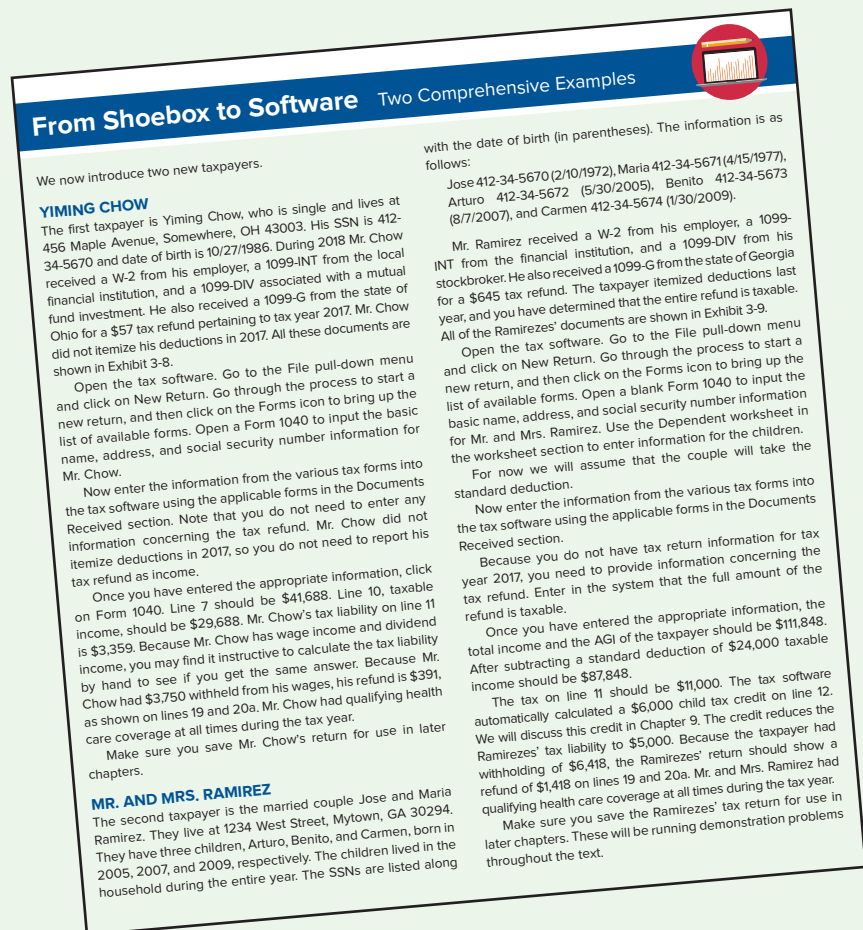 From Shoebox to Software Two Comprehensive Examples
We now introduce two new taxpayers.
YIMING CHOW
The first taxpayer is Yiming Chow, who is single and lives at
456 Maple Avenue, Somewhere, OH 43003. His SSN is 412-
34-5670 and date of birth is 10/27/1986. During 2018 Mr. Chow
received a W-2 from his employer, a 1099-INT from the local
financial institution, and a 1099-DIV associated with a mutual
fund investment. He also received a 1099-G from the state of
Ohio for a $57 tax refund pertaining to tax year 2017. Mr. Chow
did not itemize his deductions in 2017. All these documents are
shown in Exhibit 3-8.
Open the tax software. Go to the File pull-down menu
and click on New Return. Go through the process to start a
new return, and then click on the Forms icon to bring up the
list of available forms. Open a Form 1040 to input the basic
name, address, and social security number information for
Mr. Chow.
Now enter the information from the various tax forms into
the tax software using the applicable forms in the Documents
Received section. Note that you do not need to enter any
information concerning the tax refund. Mr. Chow did not
itemize deductions in 2017, so you do not need to report his
tax refund as income.
Once you have entered the appropriate information, click
on Form 1040. Line 7 should be $41,688. Line 10, taxable
income, should be $29,688. Mr. Chow's tax liability on line 11
is $3,359. Because Mr. Chow has wage income and dividend
income, you may find it instructive to calculate the tax liability
by hand to see if you get the same answer. Because Mr.
Chow had $3,750 withheld from his wages, his refund is $391,
as shown on lines 19 and 20a. Mr. Chow had qualifying health
care coverage at all times during the tax year.
Make sure you save Mr. Chow's return for use in later
chapters.
MR. AND MRS. RAMIREZ
The second taxpayer is the married couple Jose and Maria
Ramirez. They live at 1234 West Street, Mytown, GA 30294.
They have three children, Arturo, Benito, and Carmen, born in
2005, 2007, and 2009, respectively. The children lived in the
household during the entire year. The SSNs are listed along
with the date of birth (in parentheses). The information is as
follows:
Jose 412-34-5670 (2/10/1972), Maria 412-34-5671 (4/15/1977),
Arturo 412-34-5672 (5/30/2005), Benito 412-34-5673
(8/7/2007), and Carmen 412-34-5674 (1/30/2009).
Mr. Ramirez received a W-2 from his employer, a 1099-
INT from the financial institution, and a 1099-DIV from his
stockbroker. He also received a 1099-G from the state of Georgia
for a $645 tax refund. The taxpayer itemized deductions last
year, and you have determined that the entire refund is taxable.
All of the Ramirezes' documents are shown in Exhibit 3-9.
Open the tax software. Go to the File pull-down menu
and click on New Return. Go through the process to start a
new return, and then click on the Forms icon to bring up the
list of available forms. Open a blank Form 1040 to input the
basic name, address, and social security number information
for Mr. and Mrs. Ramirez. Use the Dependent worksheet in
the worksheet section to enter information for the children.
For now we will assume that the couple will take the
standard deduction.
Now enter the information from the various tax forms into
the tax software using the applicable forms in the Documents
Received section.
Because you do not have tax return information for tax
year 2017, you need to provide information concerning the
tax refund. Enter in the system that the full amount of the
refund is taxable.
Once you have entered the appropriate information, the
total income and the AGI of the taxpayer should be $111,848.
After subtracting a standard deduction of $24,000 taxable
income should be $87,848.
The tax on line 11 should be $11,000. The tax software
automatically calculated a $6,000 child tax credit on line 12.
We will discuss this credit in Chapter 9. The credit reduces the
Ramirezes' tax liability to $5,000. Because the taxpayer had
withholding of $6,418, the Ramirezes' return should show a
refund of $1,418 on lines 19 and 20a. Mr. and Mrs. Ramirez had
qualifying health care coverage at all times during the tax year.
Make sure you save the Ramirezes' tax return for use in
later chapters. These will be running demonstration problems
throughout the text.